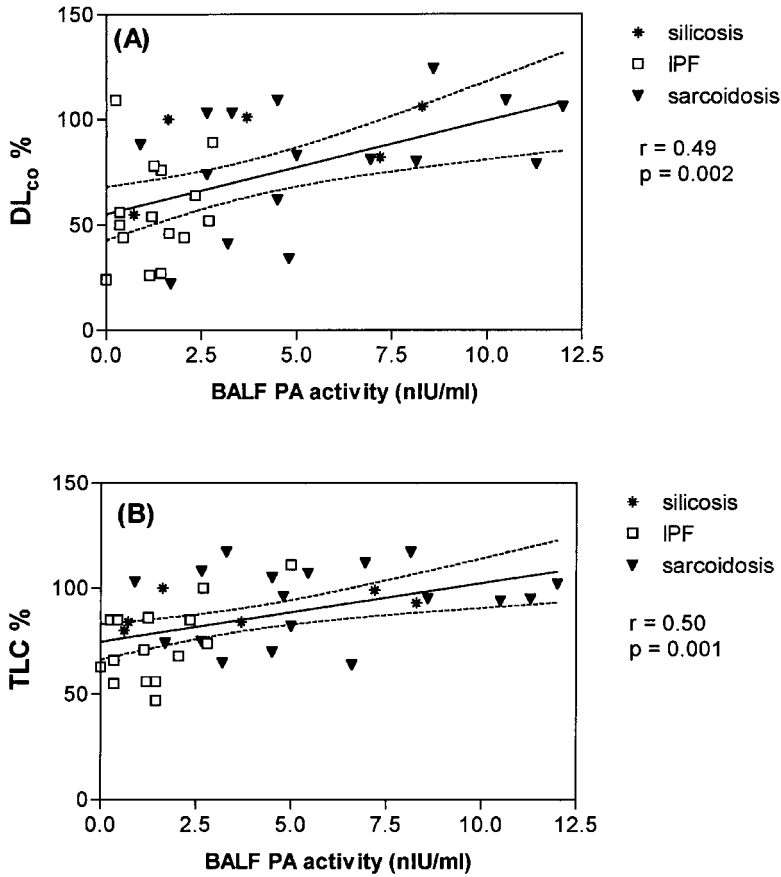 150
(A)
100
50
0
DLco %
0.0 2.5 5.0 7.5 10.0 12.5
BALF PA activity (nIU/ml)
silicosis
IPF
sarcoidosis
r = 0.49
p = 0.002
150
(B)
100
50
0
TLC %
0.0 2.5 5.0 7.5 10.0 12.5
BALF PA activity (nIU/ml)
silicosis
IPF
sarcoidosis
r = 0.50
p = 0.001